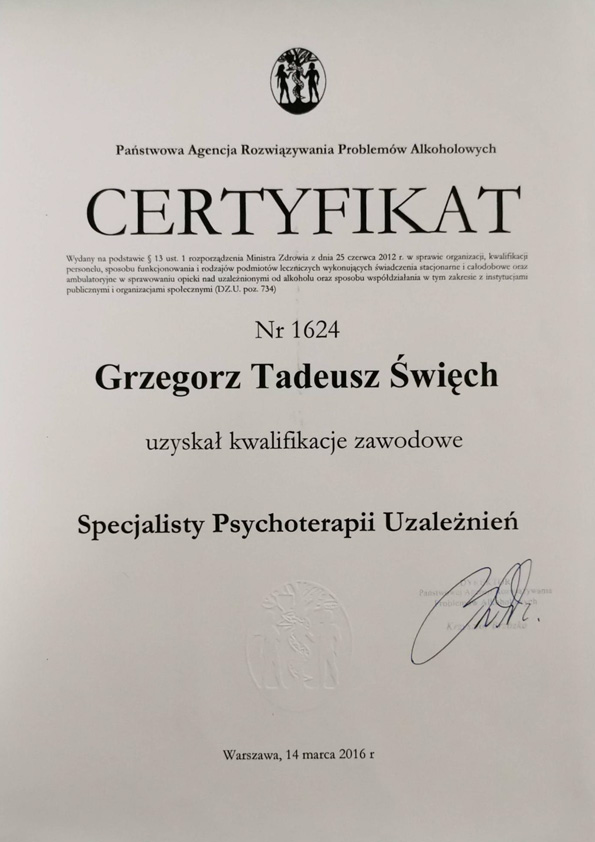 Państwowa Agencja Rozwiązywania Problemów Alkoholowych
CERTYFIKAT
Wydany na podstawie § 13 ust. 1 rozporządzenia Ministra Zdrowia z dnia 25 czerwca 2012 r. w sprawie organizacji, kwalifikacji
personelu, sposobu funkcjonowania i rodzajów podmiotów leczniczych wykonujących świadczenia stacjonarne i całodobowe oraz
ambulatoryjne w sprawowaniu opieki nad uzależnionymi od alkoholu oraz sposobu współdziałania w tym zakresie z instytucjami
publicznymi i organizacjami społecznymi (DZ.U. poz. 734)
Nr 1624
Grzegorz Tadeusz Święch
uzyskał kwalifikacje zawodowe
Specjalisty Psychoterapii Uzależnień
Warszawa, 14 marca 2016 r